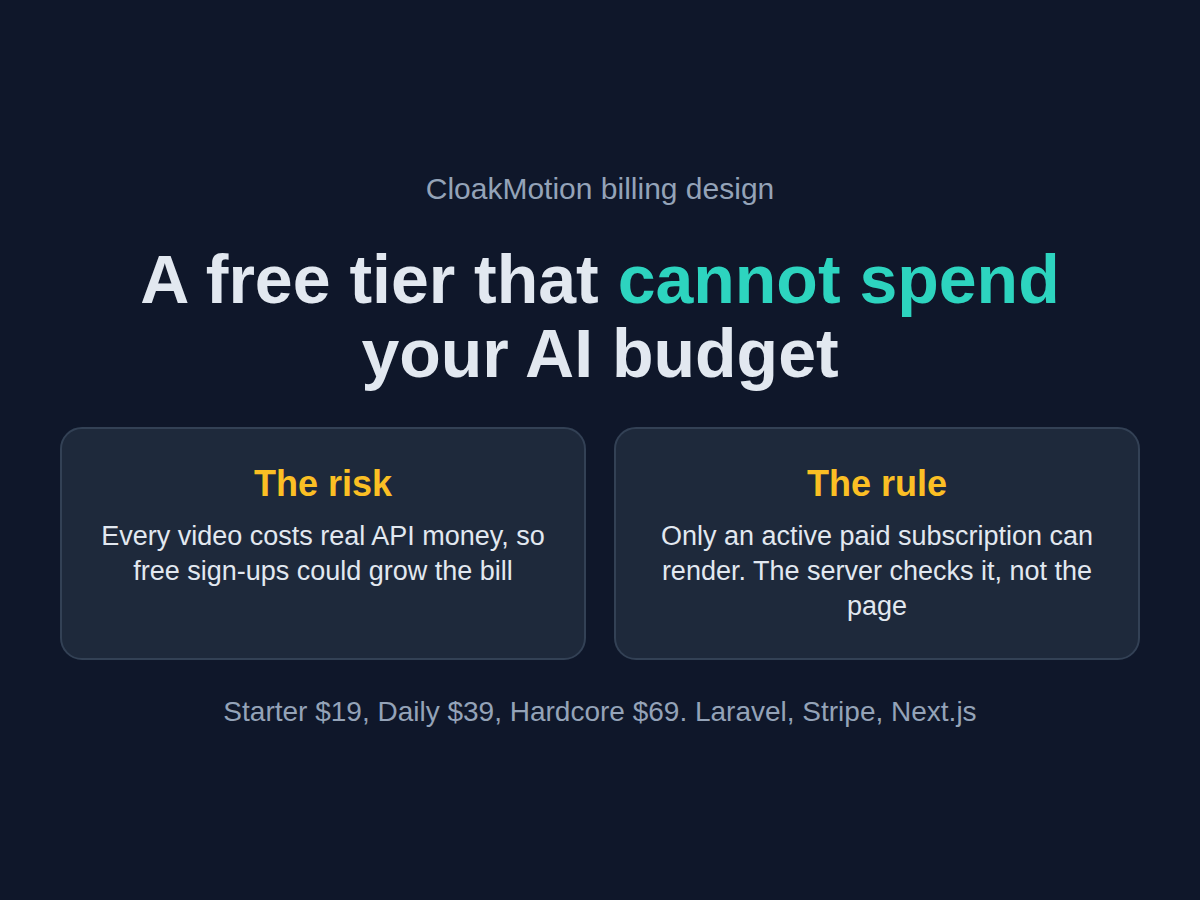 CloakMotion billing design
A free tier that cannot spend
your AI budget
The risk
Every video costs real API money, so
free sign-ups could grow the bill
The rule
Only an active paid subscription can
render. The server checks it, not the
page
Starter $19, Daily $39, Hardcore $69. Laravel, Stripe, Next.js